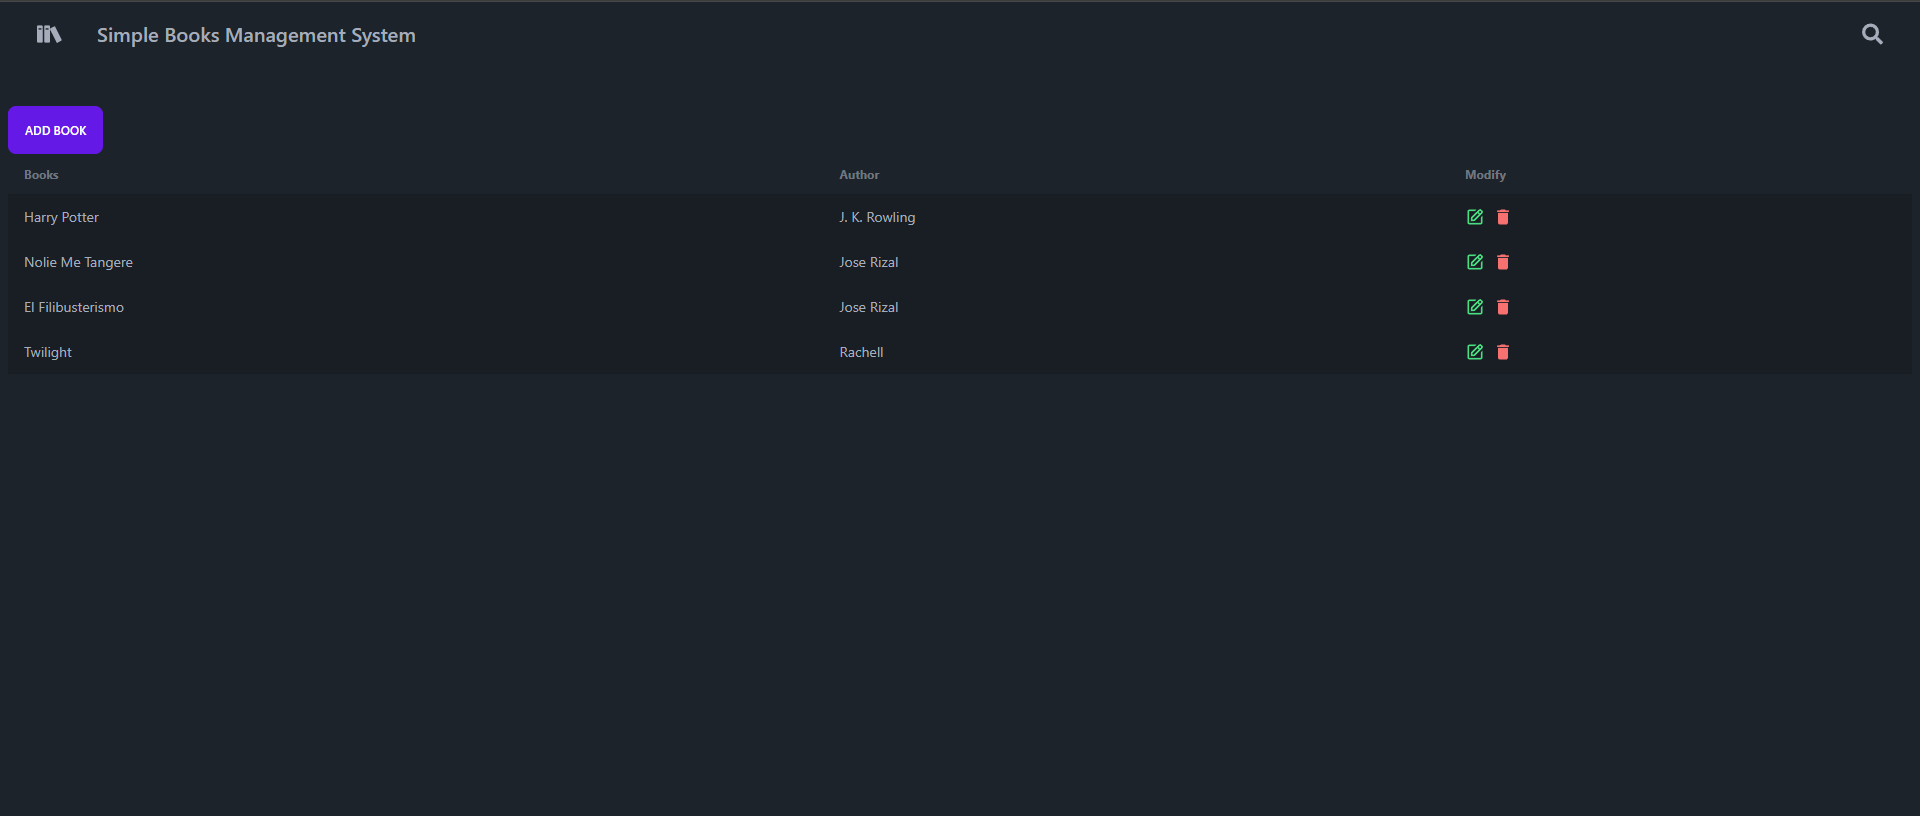 Simple Books Management System
ADD BOOK
Books Author Modify
Harry Potter J. K. Rowling
Nolie Me Tangere Jose Rizal
El Filibusterismo Jose Rizal
Twilight Rachell